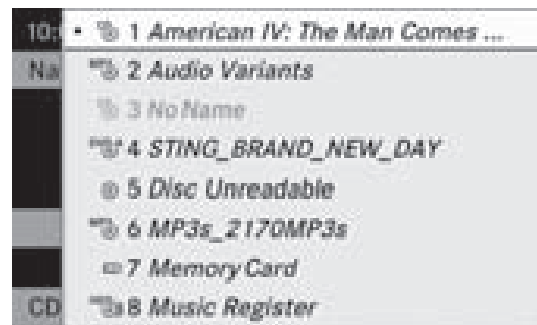 10:
• 1 American IV: The Man Comes ...
Na
2 Audio Variants
3 No Name
4 STING_BRAND_NEW_DAY
5 Disc Unreadable
6 MP3s_2170MP3s
7 Memory Card
CD
8 Music Register